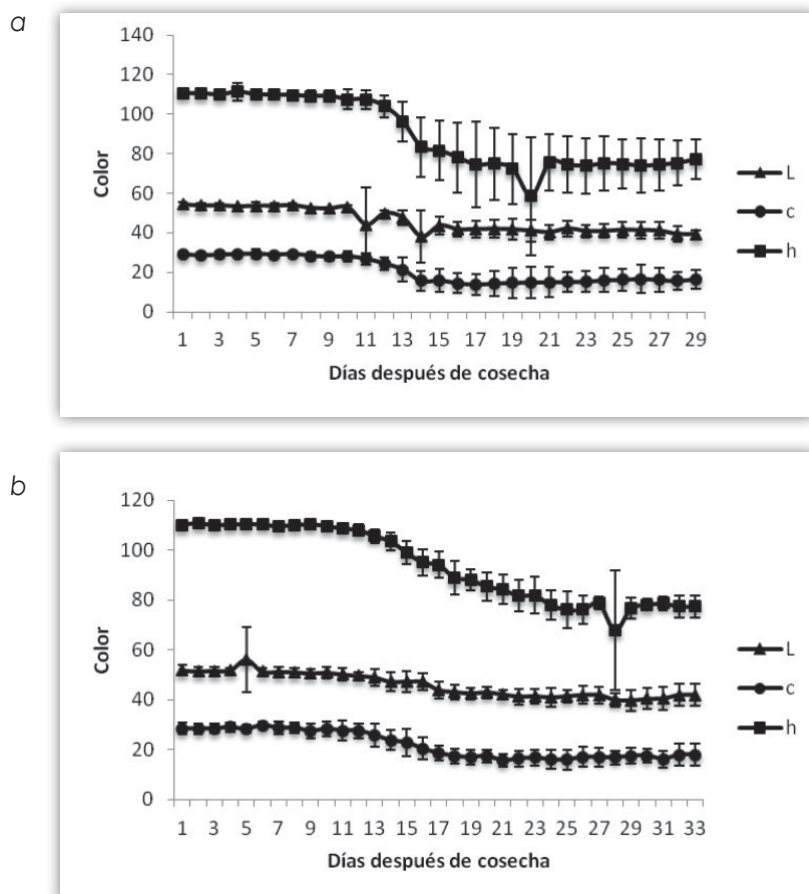 a
140
120
100
80
60
40
20
0
Color
1 3 5 7 9 11 13 15 17 19 21 23 25 27 29
Días después de cosecha
L
c
h
b
120
100
80
60
40
20
0
Color
1 3 5 7 9 11 13 15 17 19 21 23 25 27 29 31 33
Días después de cosecha
L
c
h